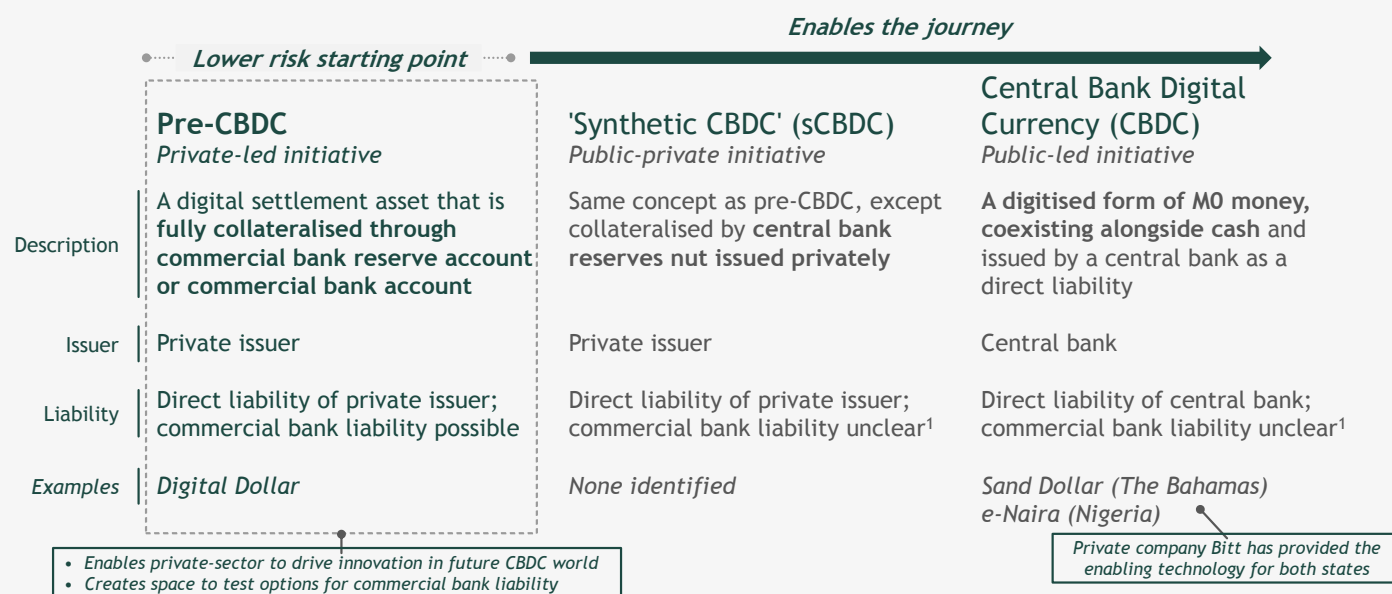 Enables the journey
Lower risk starting point
Pre-CBDC
Private-led initiative
'Synthetic CBDC' (sCBDC)
Public-private initiative
Central Bank Digital
Currency (CBDC)
Public-led initiative
Description
A digital settlement asset that is
fully collateralised through
commercial bank reserve account
or commercial bank account
Same concept as pre-CBDC, except
collateralised by central bank
reserves nut issued privately
A digitised form of M0 money,
coexisting alongside cash and
issued by a central bank as a
direct liability
Issuer
Private issuer
Private issuer
Central bank
Liability
Direct liability of private issuer;
commercial bank liability possible
Direct liability of private issuer;
commercial bank liability unclear¹
Direct liability of central bank;
commercial bank liability unclear¹
Examples
Digital Dollar
None identified
Sand Dollar (The Bahamas)
e-Naira (Nigeria)
• Enables private-sector to drive innovation in future CBDC world
• Creates space to test options for commercial bank liability
Private company Bitt has provided the
enabling technology for both states